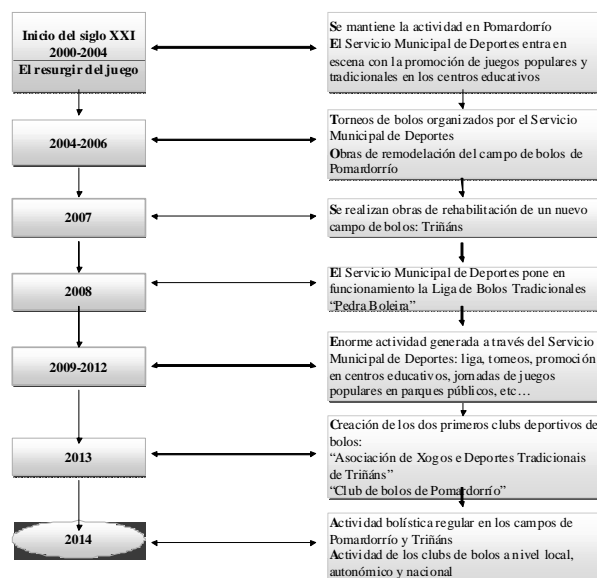 Inicio del siglo XXI
2000-2004
El resurgir del juego
Se mantiene la actividad en Pomardorrío
El Servicio Municipal de Deportes entra en
escena con la promoción de juegos populares y
tradicionales en los centros educativos
2004-2006
Torneos de bolos organizados por el Servicio
Municipal de Deportes
Obras de remodelación del campo de bolos de
Pomardorrío
2007
Se realizan obras de rehabilitación de un nuevo
campo de bolos: Triñáns
2008
El Servicio Municipal de Deportes pone en
funcionamiento la Liga de Bolos Tradicionales
“Pedra Boleira”
2009-2012
Enorme actividad generada a través del Servicio
Municipal de Deportes: liga, torneos, promoción
en centros educativos, jornadas de juegos
populares en parques públicos, etc…
2013
Creación de los dos primeros clubs deportivos de
bolos:
“Asociación de Xogos e Deportes Tradicionais
de Triñáns”
“Club de bolos de Pomardorrío”
2014
Actividad bolística regular en los campos de
Pomardorrío y Triñáns
Actividad de los clubs de bolos a nivel local,
autonómico y nacional